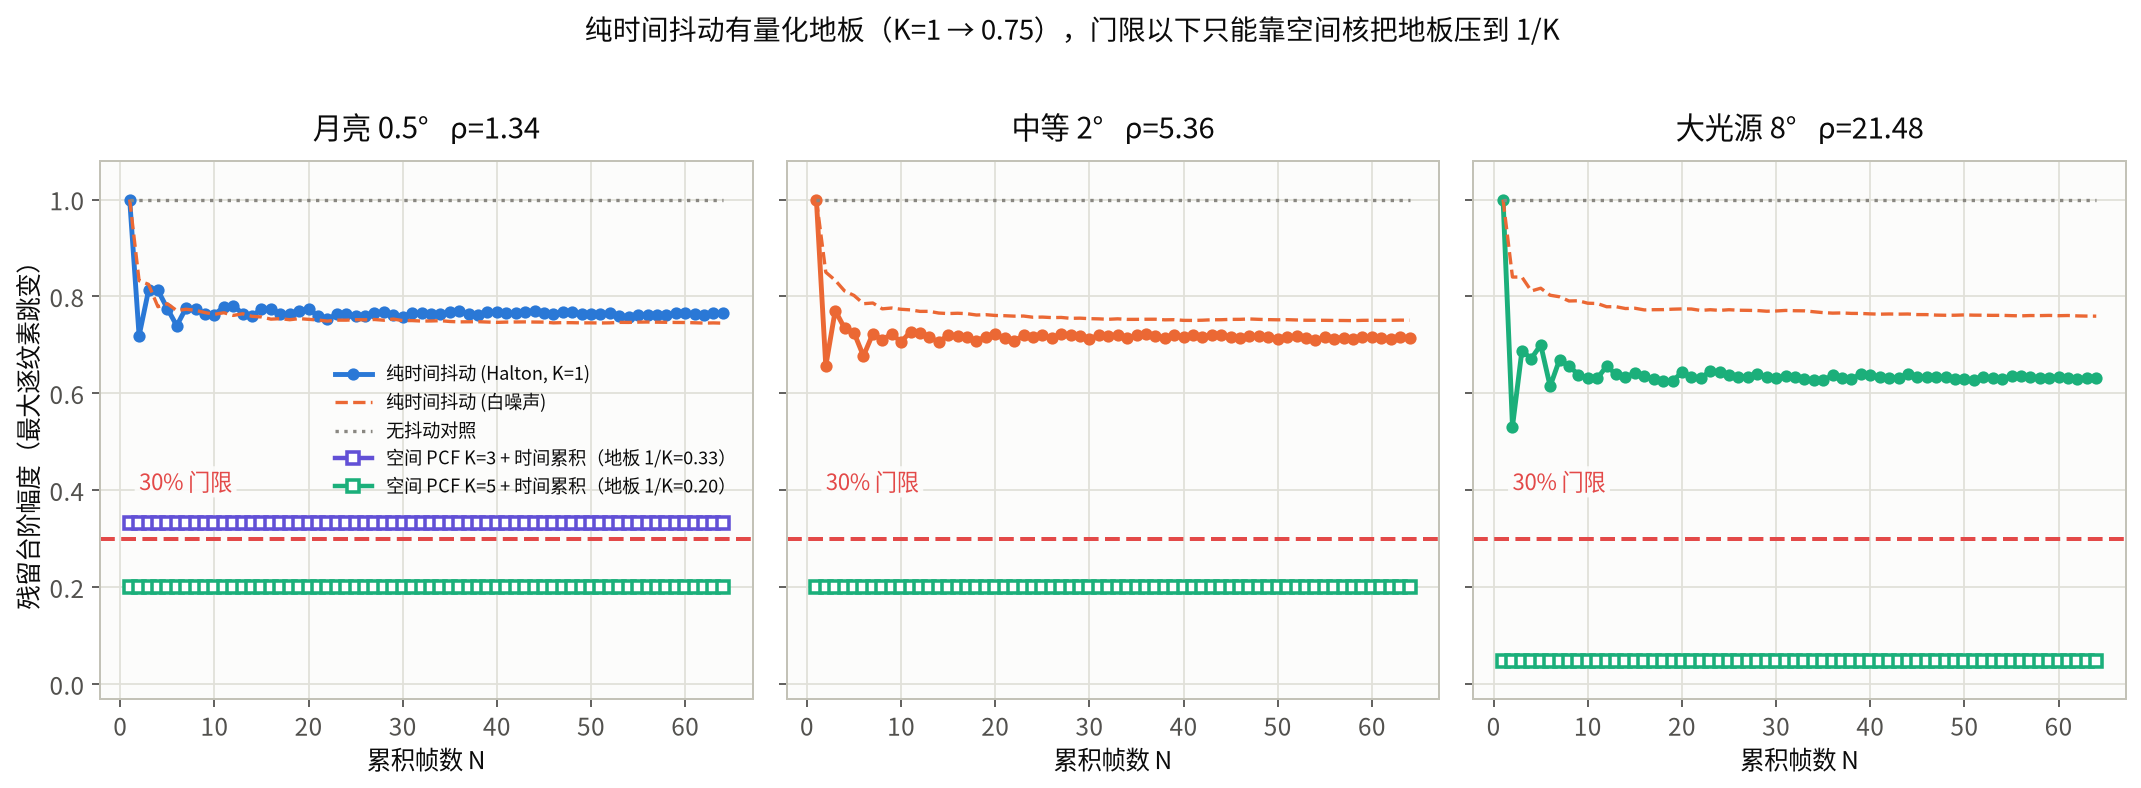 纯时间抖动有量化地板（K=1 → 0.75），门限以下只能靠空间核把地板压到 1/K
月亮 0.5° ρ=1.34
残留台阶幅度（最大逐纹素跳变）
1.0
0.8
0.6
0.4
0.2
0.0
纯时间抖动 (Halton, K=1)
纯时间抖动 (白噪声)
无抖动对照
空间 PCF K=3 + 时间累积（地板 1/K=0.33）
空间 PCF K=5 + 时间累积（地板 1/K=0.20）
30% 门限
0 10 20 30 40 50 60
累积帧数 N
中等 2° ρ=5.36
30% 门限
0 10 20 30 40 50 60
累积帧数 N
大光源 8° ρ=21.48
30% 门限
0 10 20 30 40 50 60
累积帧数 N